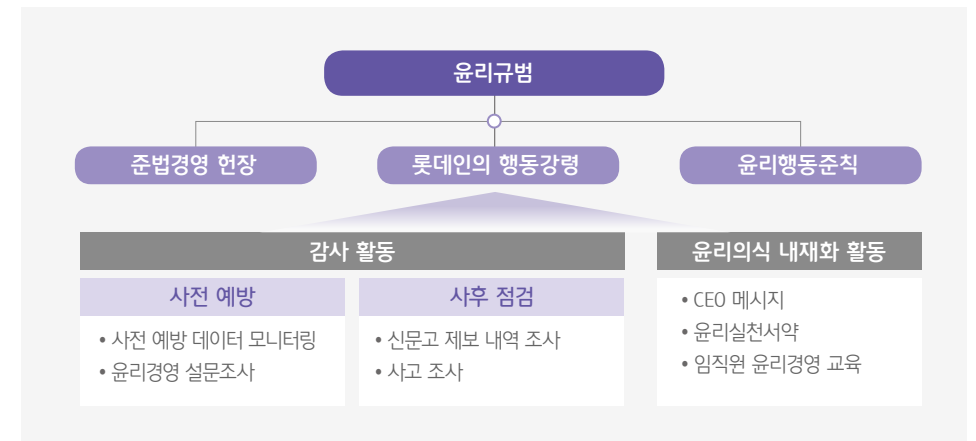 윤리규범
준법경영 헌장
롯데인의 행동강령
윤리행동준칙
감사 활동
사전 예방
• 사전 예방 데이터 모니터링
• 윤리경영 설문조사
사후 점검
• 신문고 제보 내역 조사
• 사고 조사
윤리의식 내재화 활동
• CEO 메시지
• 윤리실천서약
• 임직원 윤리경영 교육